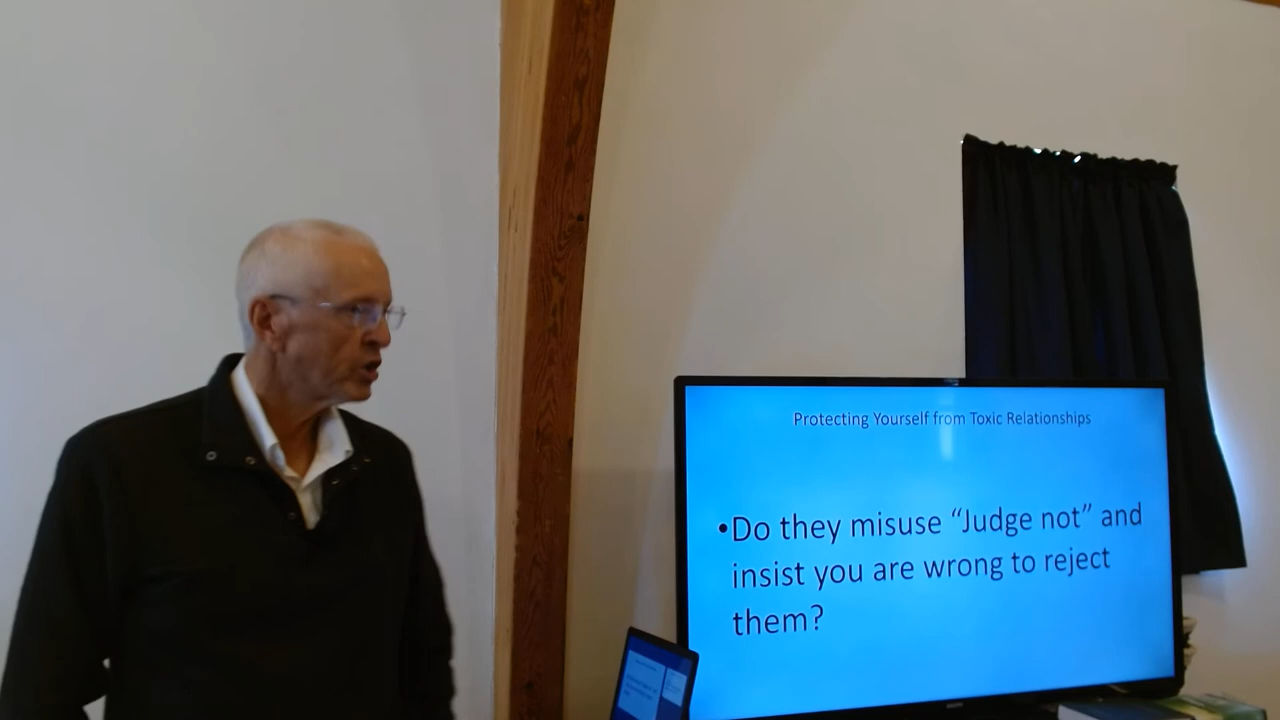 Protecting Yourself from Toxic Relationships
•Do they misuse “Judge not” and
insist you are wrong to reject
them?